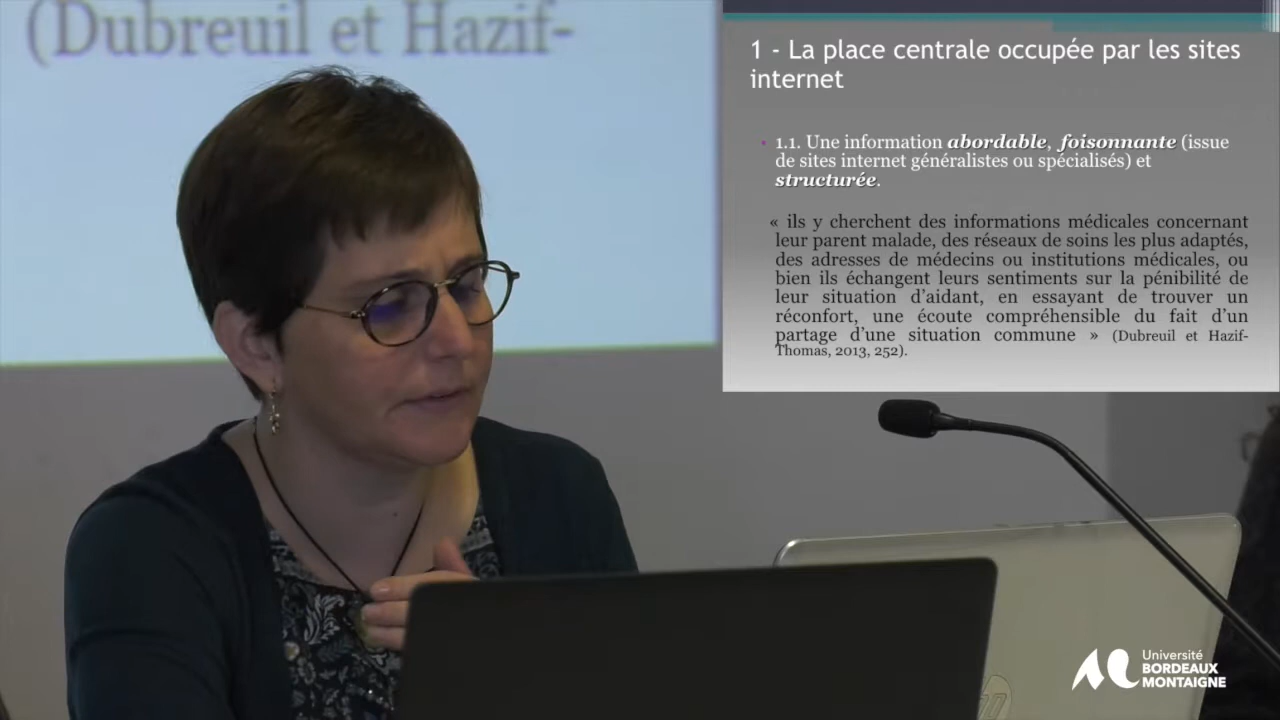 (Dubreuil et Hazif-
1 - La place centrale occupée par les sites
internet
• 1.1. Une information abordable, foisonnante (issue
de sites internet généralistes ou spécialisés) et
structurée.
« ils y cherchent des informations médicales concernant
leur parent malade, des réseaux de soins les plus adaptés,
des adresses de médecins ou institutions médicales, ou
bien ils échangent leurs sentiments sur la pénibilité de
leur situation d’aidant, en essayant de trouver un
réconfort, une écoute compréhensible du fait d’un
partage d’une situation commune » (Dubreuil et Hazif-
Thomas, 2013, 252).
hp
Université
BORDEAUX
MONTAIGNE